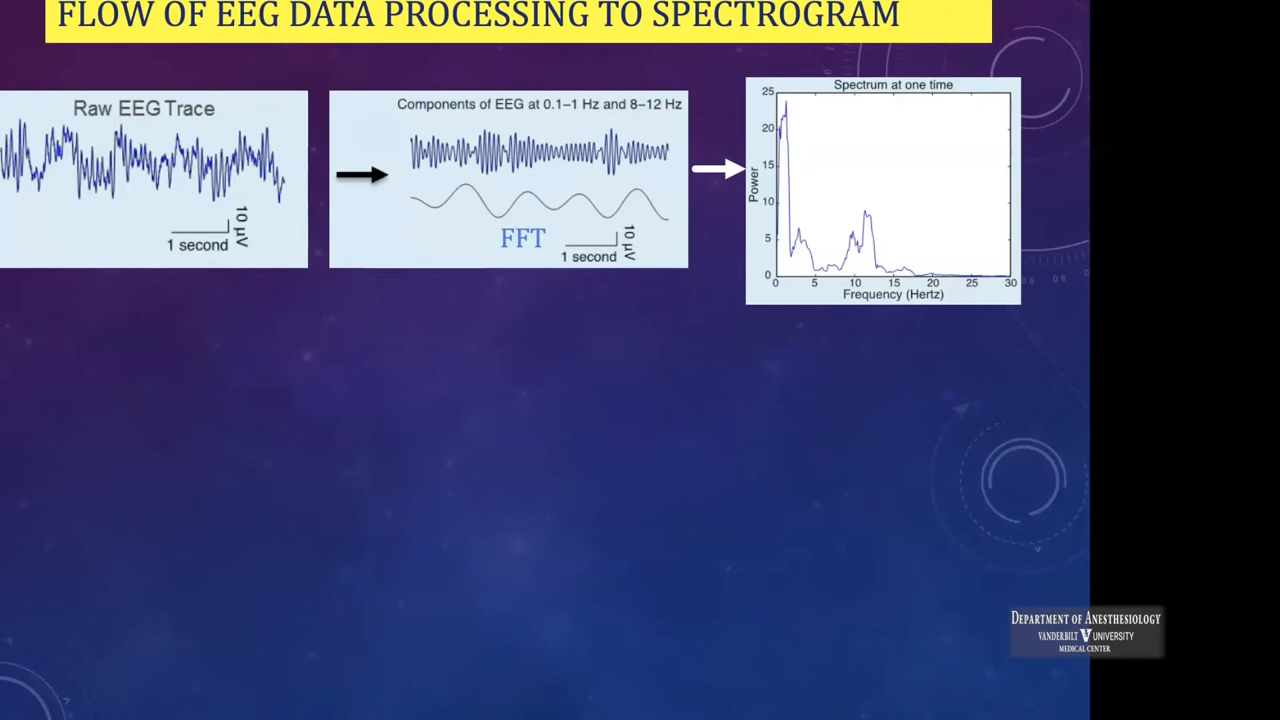 FLOW OF EEG DATA PROCESSING TO SPECTROGRAM
Raw EEG Trace
10 µV
1 second
Components of EEG at 0.1–1 Hz and 8–12 Hz
FFT
10 µV
1 second
Spectrum at one time
25
20
15
10
5
0
Power
0 5 10 15 20 25 30
Frequency (Hertz)
DEPARTMENT OF ANESTHESIOLOGY
VANDERBILT UNIVERSITY
MEDICAL CENTER